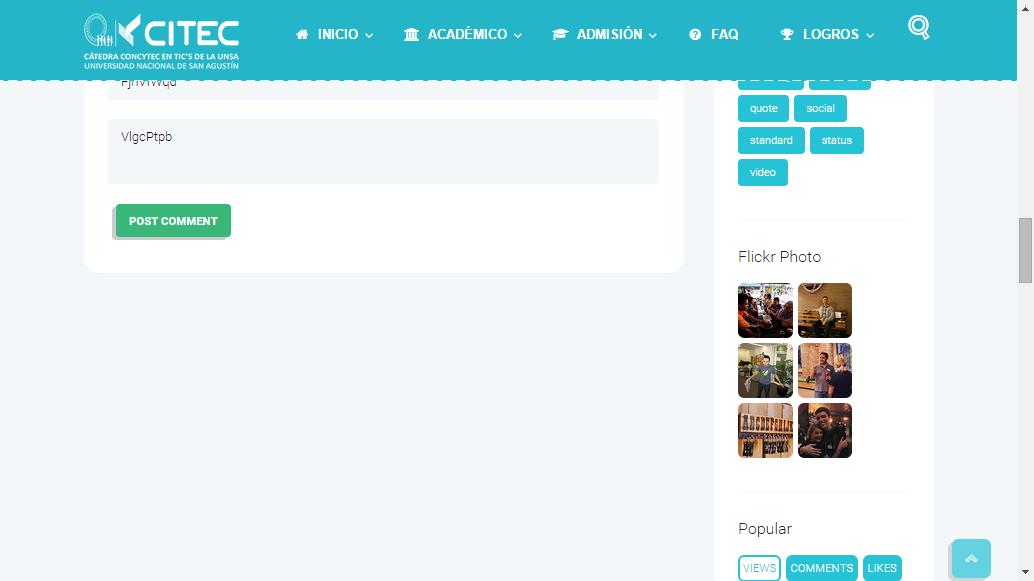 CITEC
CÁTEDRA CONCYTEC EN TIC'S DE LA UNSA
UNIVERSIDAD NACIONAL DE SAN AGUSTÍN
INICIO
ACADÉMICO
ADMISIÓN
FAQ
LOGROS
VlgcPtpb
POST COMMENT
quote
social
standard
status
video
Flickr Photo
Popular
VIEWS
COMMENTS
LIKES